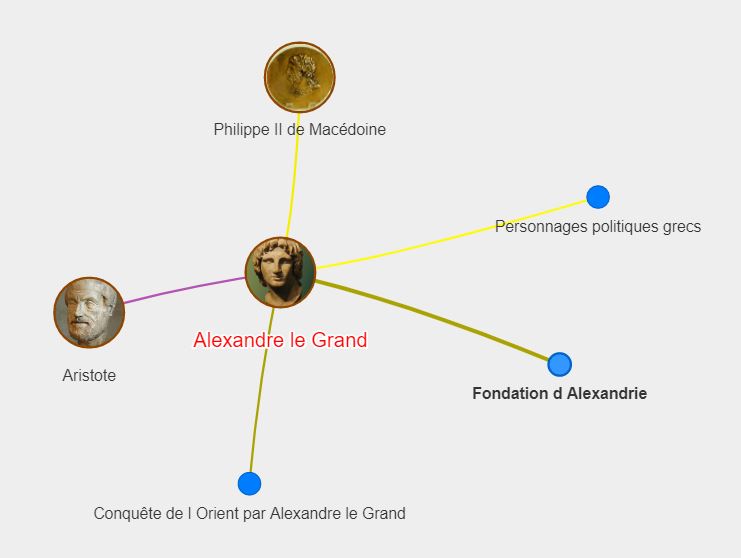 Philippe II de Macédoine
Personnages politiques grecs
Alexandre le Grand
Aristote
Fondation d Alexandrie
Conquête de l Orient par Alexandre le Grand